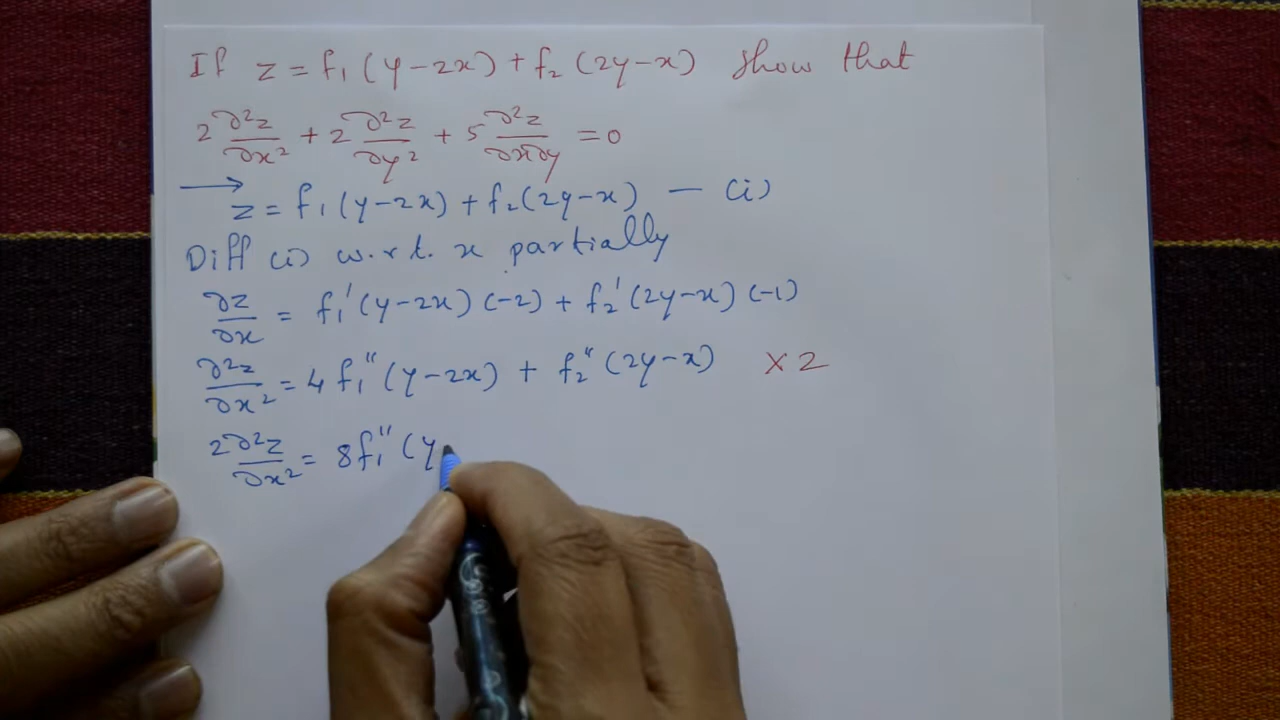 If z = f₁(y-2x) + f₂(2y-x) show that
2 ∂²z/∂x² + 2 ∂²z/∂y² + 5 ∂²z/∂x∂y = 0
→ z = f₁(y-2x) + f₂(2y-x) — (i)
Diff (i) w.r.t. x partially
∂z/∂x = f₁'(y-2x)(-2) + f₂'(2y-x)(-1)
∂²z/∂x² = 4 f₁''(y-2x) + f₂''(2y-x) × 2
2∂²z/∂x² = 8f₁''(y